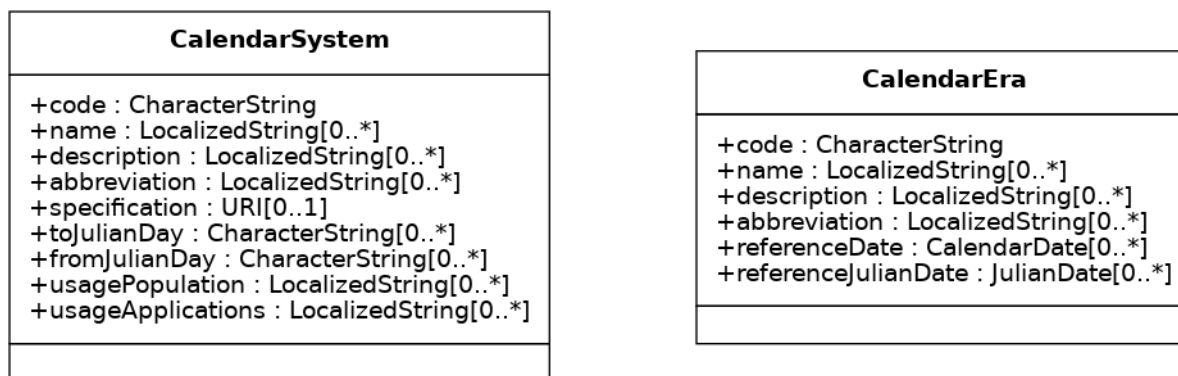 CalendarSystem
+code : CharacterString
+name : LocalizedString[0..*]
+description : LocalizedString[0..*]
+abbreviation : LocalizedString[0..*]
+specification : URI[0..1]
+toJulianDay : CharacterString[0..*]
+fromJulianDay : CharacterString[0..*]
+usagePopulation : LocalizedString[0..*]
+usageApplications : LocalizedString[0..*]
CalendarEra
+code : CharacterString
+name : LocalizedString[0..*]
+description : LocalizedString[0..*]
+abbreviation : LocalizedString[0..*]
+referenceDate : CalendarDate[0..*]
+referenceJulianDate : JulianDate[0..*]